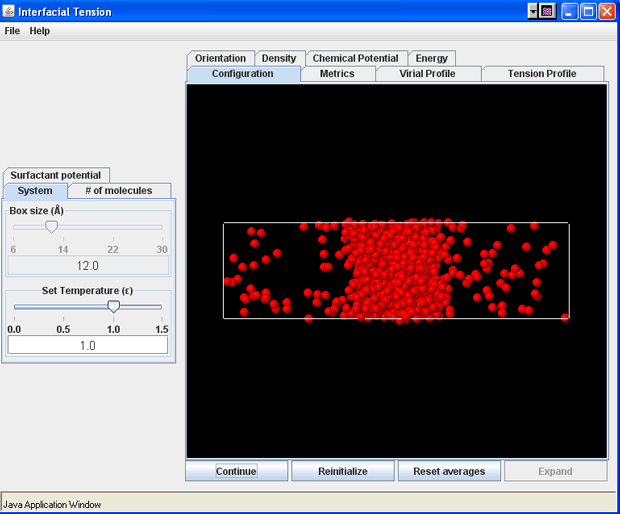 Interfacial Tension
File Help
Orientation Density Chemical Potential Energy
Configuration Metrics Virial Profile Tension Profile
Surfactant potential
System # of molecules
Box size (Å)
6 14 22 30
12.0
Set Temperature (ε)
0.0 0.5 1.0 1.5
1.0
Continue Reinitialize Reset averages Expand
Java Application Window